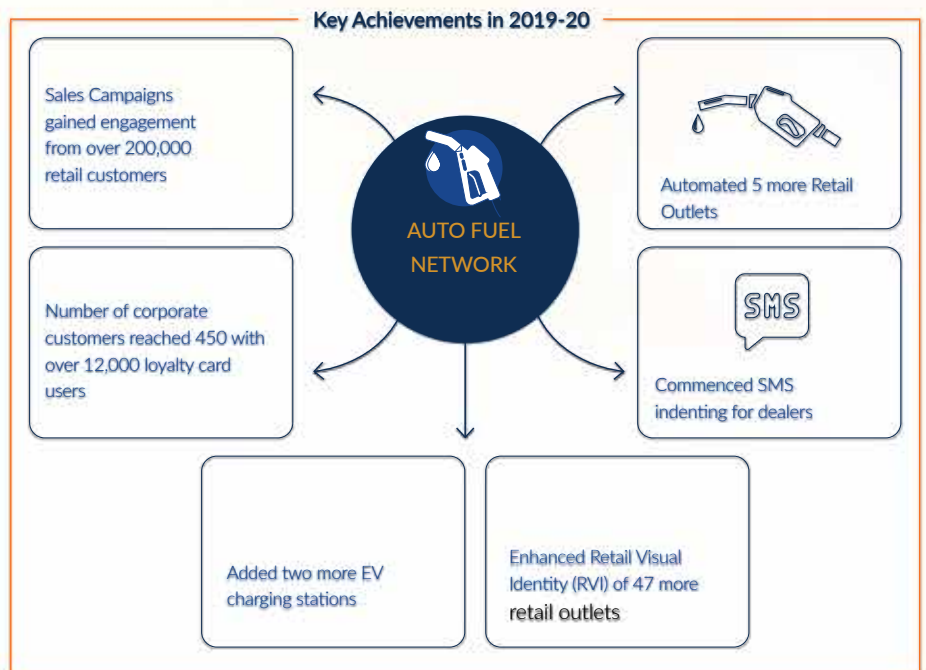 Key Achievements in 2019-20
Sales Campaigns
gained engagement
from over 200,000
retail customers
AUTO FUEL
NETWORK
Automated 5 more Retail
Outlets
Number of corporate
customers reached 450 with
over 12,000 loyalty card
users
SMS
Commenced SMS
indenting for dealers
Added two more EV
charging stations
Enhanced Retail Visual
Identity (RVI) of 47 more
retail outlets